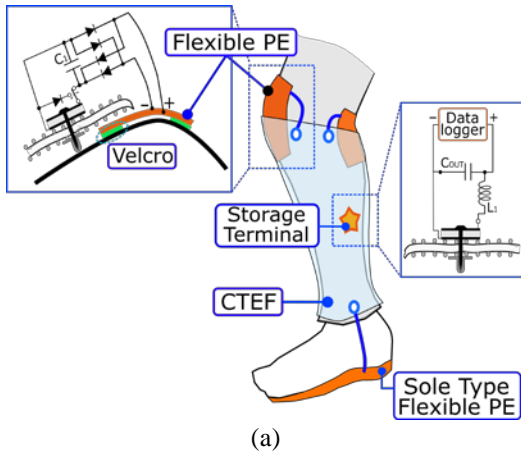 C1
Flexible PE
- +
Velcro
- Data +
logger
COUT
L1
Storage
Terminal
CTEF
Sole Type
Flexible PE
(a)